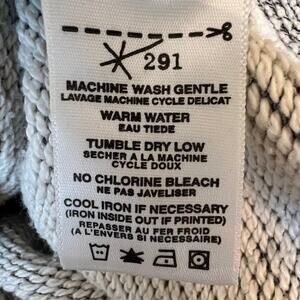 291
MACHINE WASH GENTLE
LAVAGE MACHINE CYCLE DELICAT
WARM WATER
EAU TIEDE
TUMBLE DRY LOW
SECHER A LA MACHINE
CYCLE DOUX
NO CHLORINE BLEACH
NE PAS JAVELISER
COOL IRON IF NECESSARY
(IRON INSIDE OUT IF PRINTED)
REPASSER AU FER FROID
(A L'ENVERS SI NECESSAIRE)